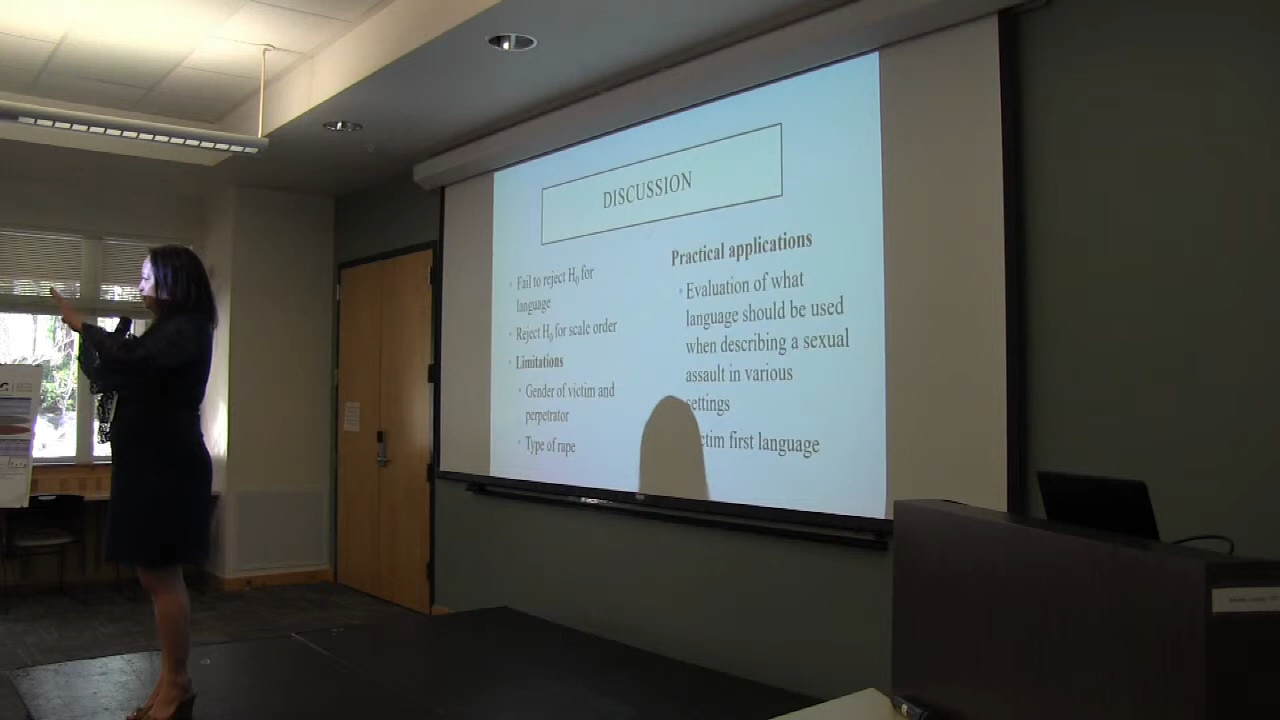 DISCUSSION
• Fail to reject H₀ for
language
• Reject H₀ for scale order
• Limitations
• Gender of victim and
perpetrator
• Type of rape
Practical applications
• Evaluation of what
language should be used
when describing a sexual
assault in various
settings
ctim first language